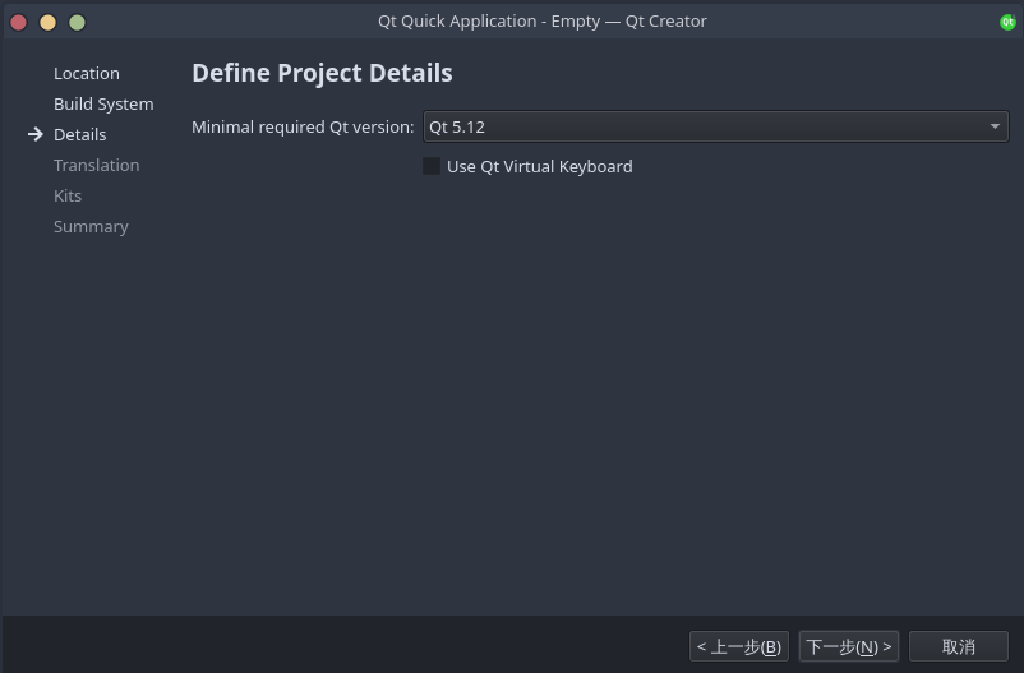 Qt Quick Application - Empty — Qt Creator
Qt
Location
Build System
Details
Translation
Kits
Summary
Define Project Details
Minimal required Qt version: Qt 5.12
Use Qt Virtual Keyboard
< 上一步(B) 下一步(N) > 取消